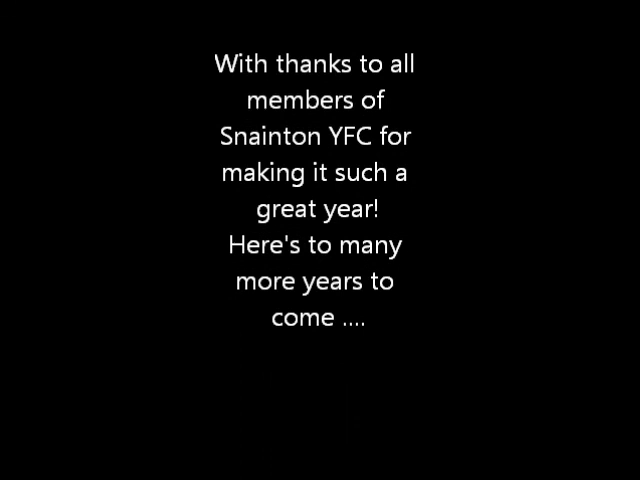 With thanks to all
members of
Snainton YFC for
making it such a
great year!
Here's to many
more years to
come ....